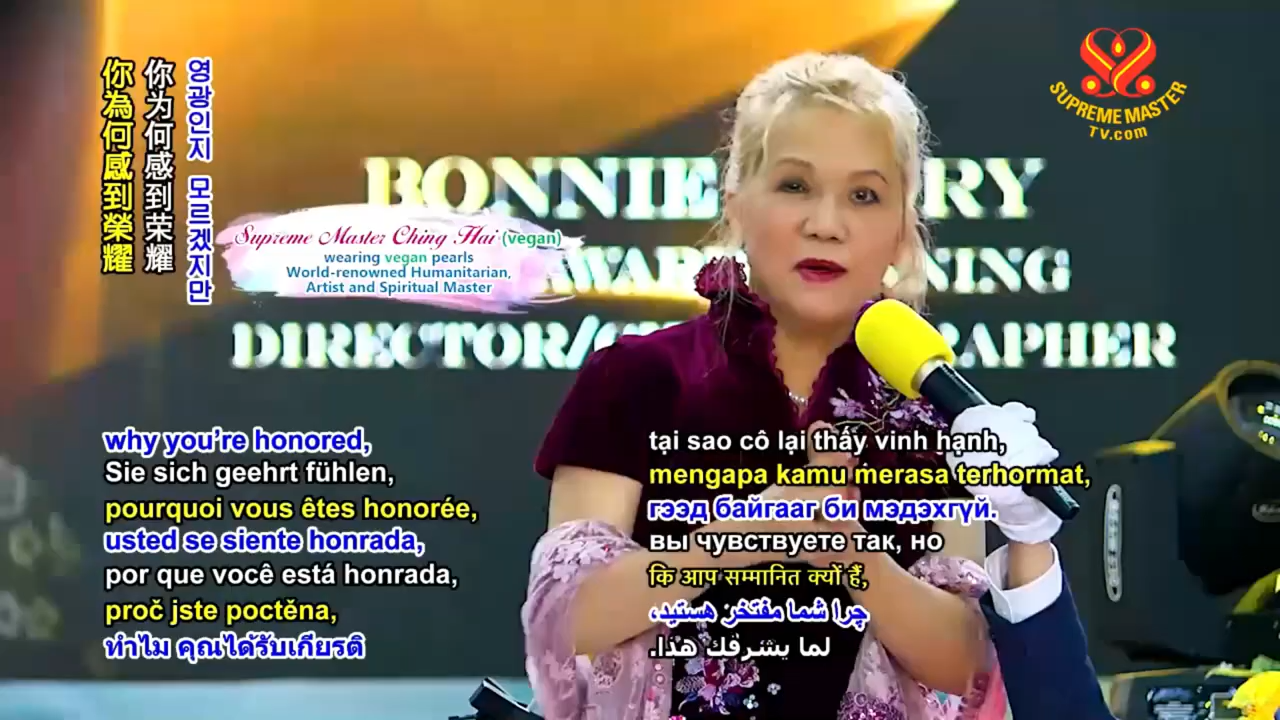 SUPREME MASTER
TV.com
영광인지 모르겠지만
你为何感到荣耀
你為何感到榮耀
BONNIE RY
Supreme Master Ching Hai (vegan)
wearing vegan pearls
World-renowned Humanitarian,
Artist and Spiritual Master
NING
DIRECTOR/ RAPHER
why you're honored,
Sie sich geehrt fühlen,
pourquoi vous êtes honorée,
usted se siente honrada,
por que você está honrada,
proč jste poctěna,
ทำไม คุณได้รับเกียรติ
tại sao cô lại thấy vinh hạnh,
mengapa kamu merasa terhormat,
гээд байгааг би мэдэхгүй.
вы чувствуете так, но
कि आप सम्मानित क्यों हैं,
چرا شما مفتخر هستید،
لما يشرفك هذا.